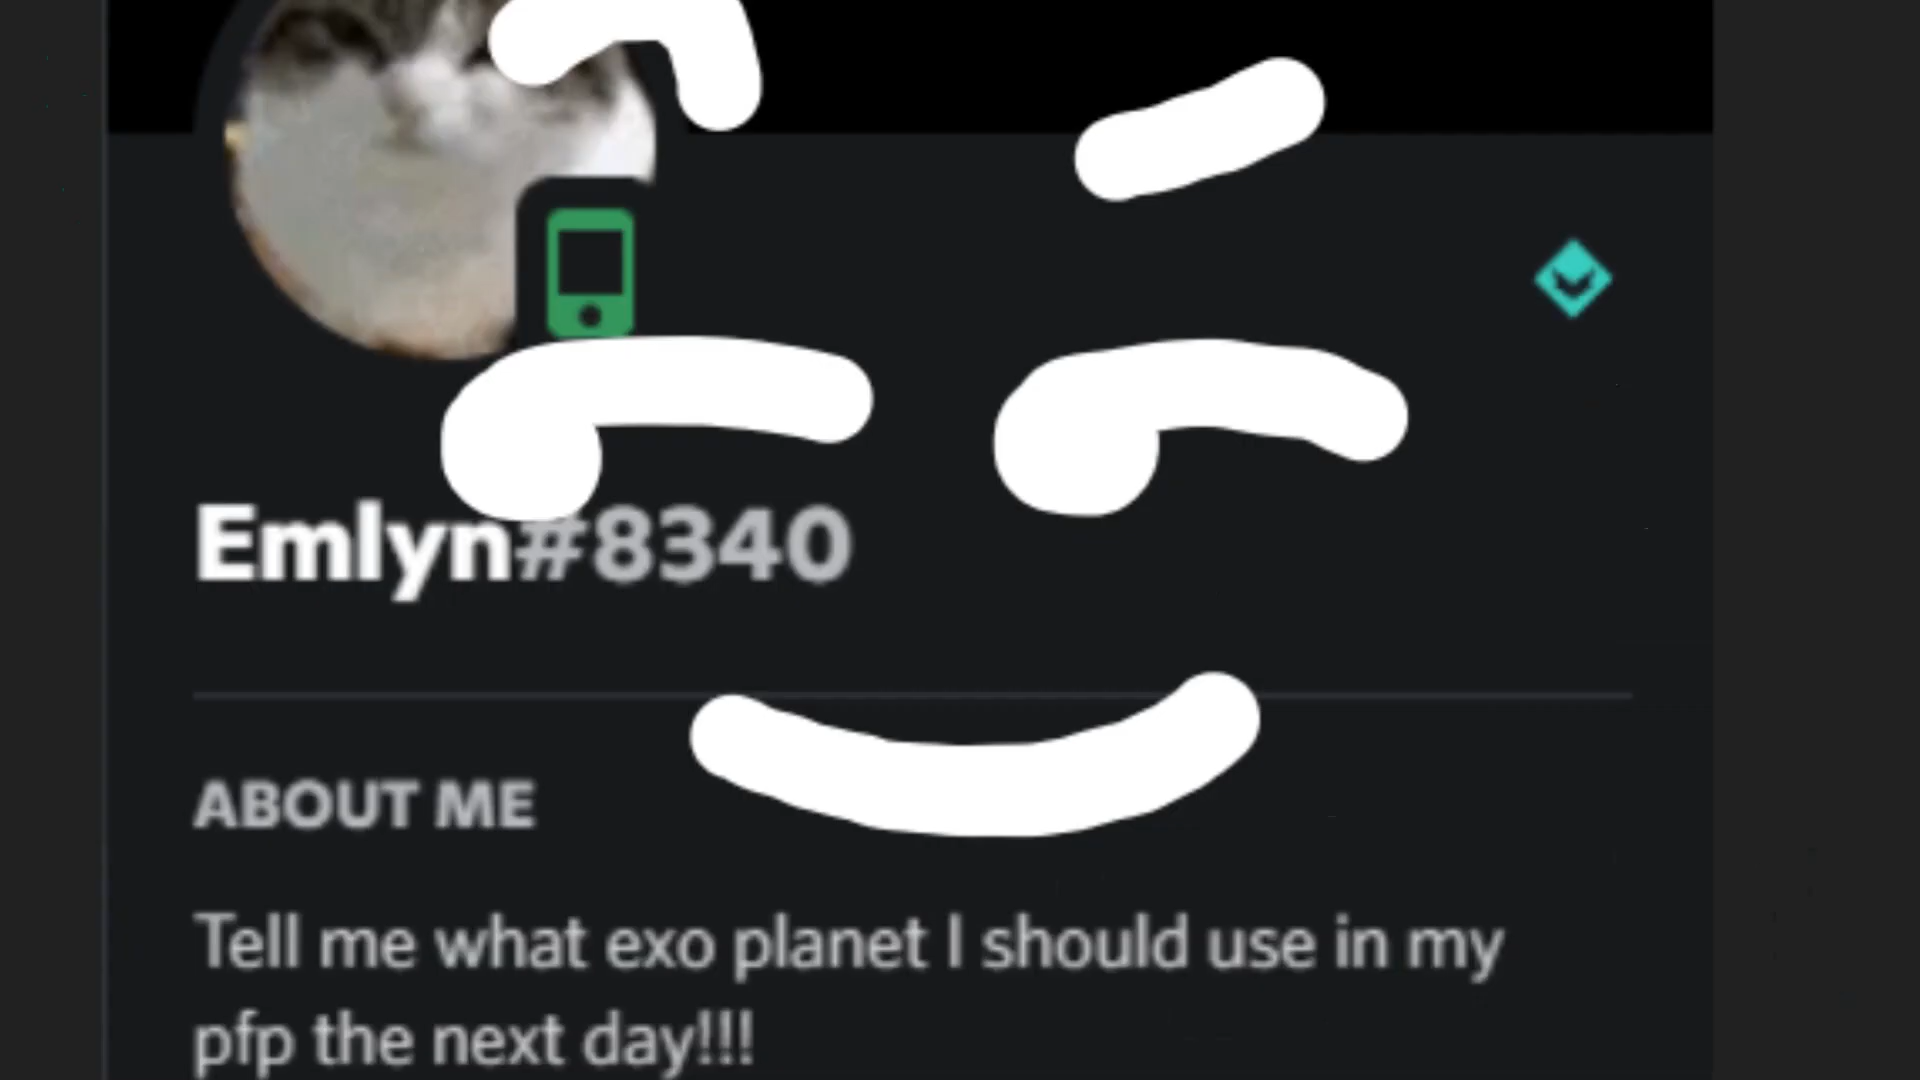 Emlyn#8340
ABOUT ME
Tell me what exo planet I should use in my
pfp the next day!!!